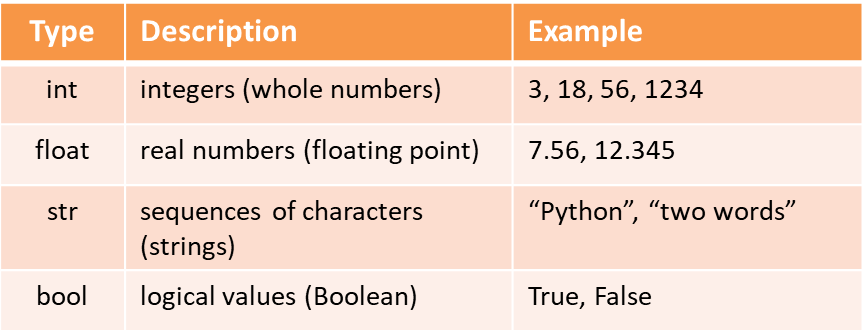 Type Description Example
int integers (whole numbers) 3, 18, 56, 1234
float real numbers (floating point) 7.56, 12.345
str sequences of characters “Python”, “two words”
(strings)
bool logical values (Boolean) True, False